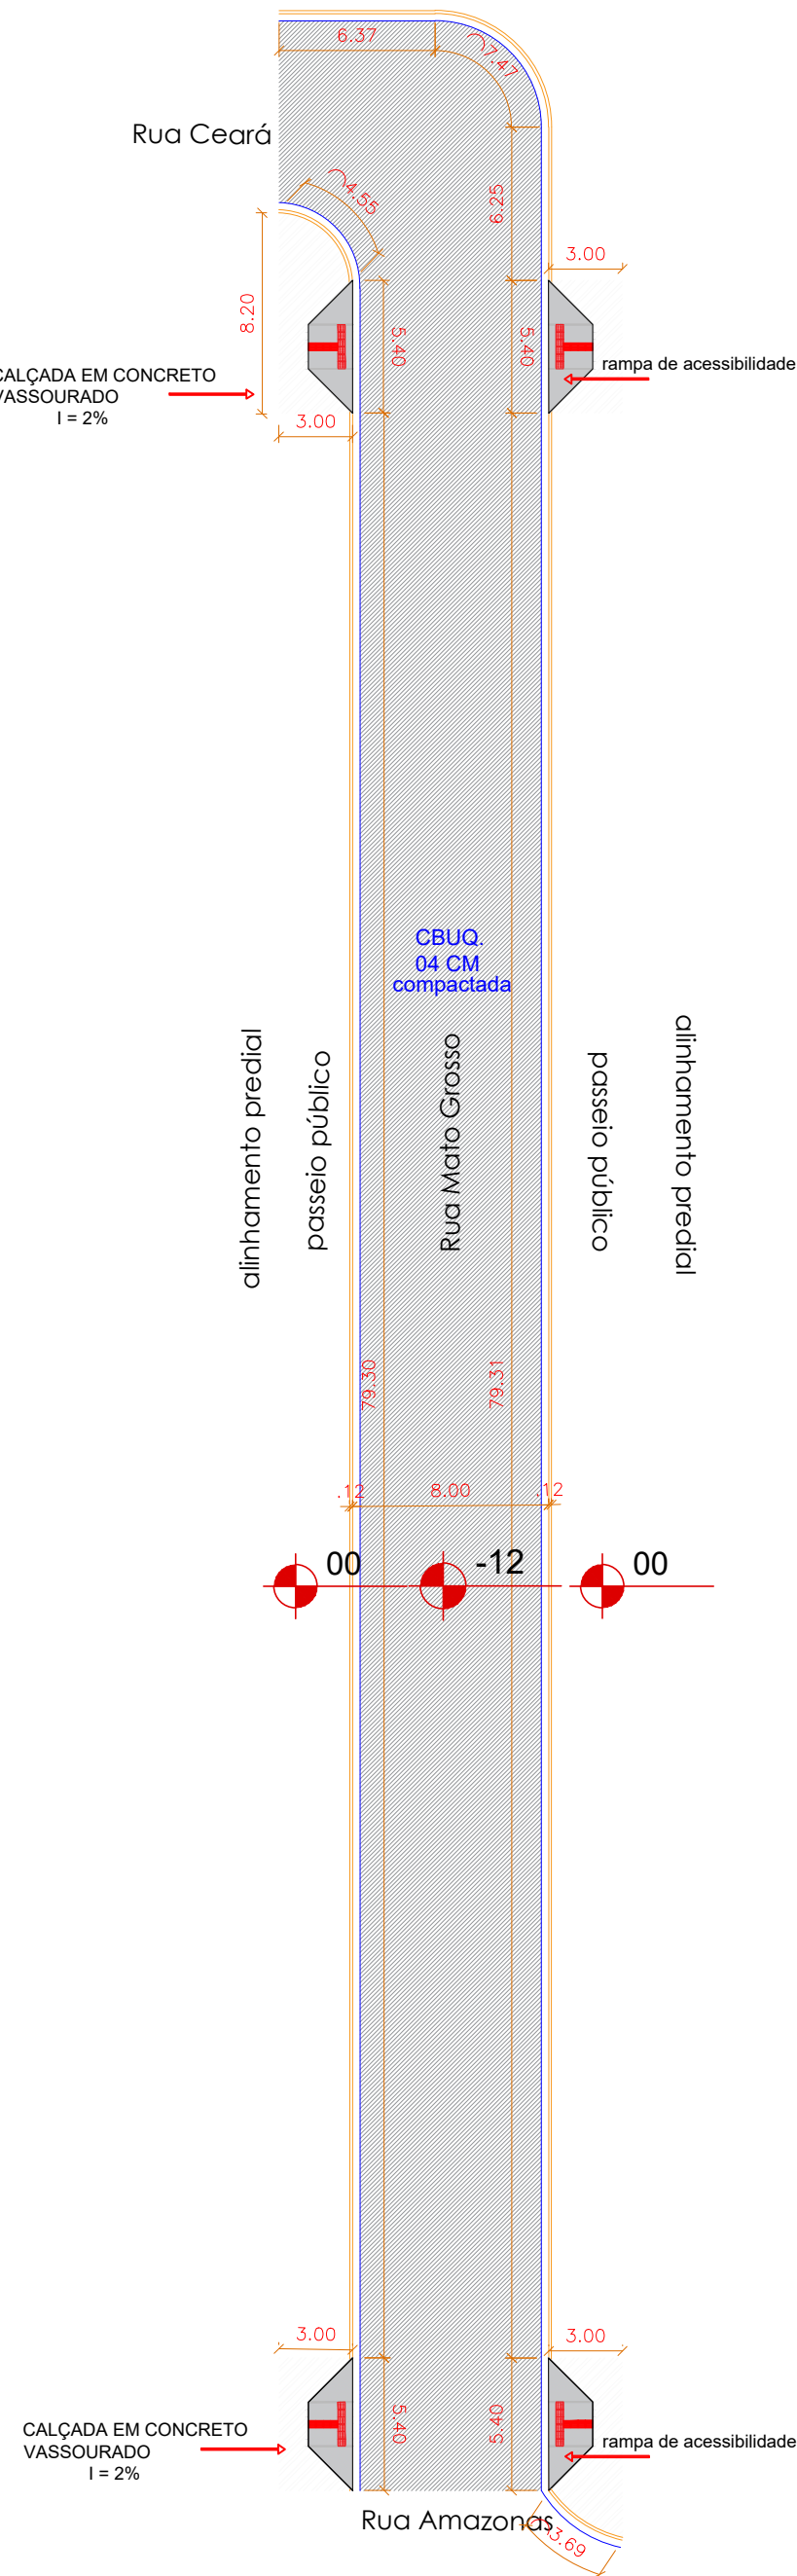 6.37
7.47
Rua Ceará
4.55
6.25
3.00
8.20
5.40
5.40
rampa de acessibilidade
CALÇADA EM CONCRETO
VASSOURADO
I = 2%
3.00
CBUQ.
04 CM
compactada
alinhamento predial
passeio público
Rua Mato Grosso
passeio público
alinhamento predial
79.30
79.31
.12
8.00
.12
00
-12
00
3.00
3.00
5.40
5.40
CALÇADA EM CONCRETO
VASSOURADO
I = 2%
rampa de acessibilidade
Rua Amazonas
3.69